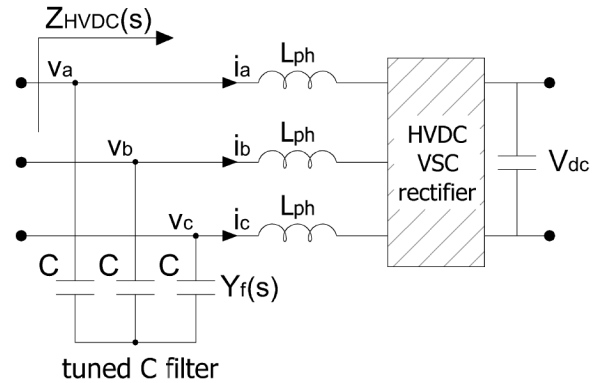 ZHVDC(s)
va
ia
Lph
vb
ib
Lph
vc
ic
Lph
HVDC
VSC
rectifier
Vdc
C
C
C
Yf(s)
tuned C filter